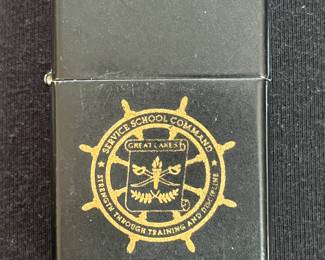 SERVICE SCHOOL COMMAND
GREAT LAKES
STRENGTH THROUGH TRAINING AND DISCIPLINE